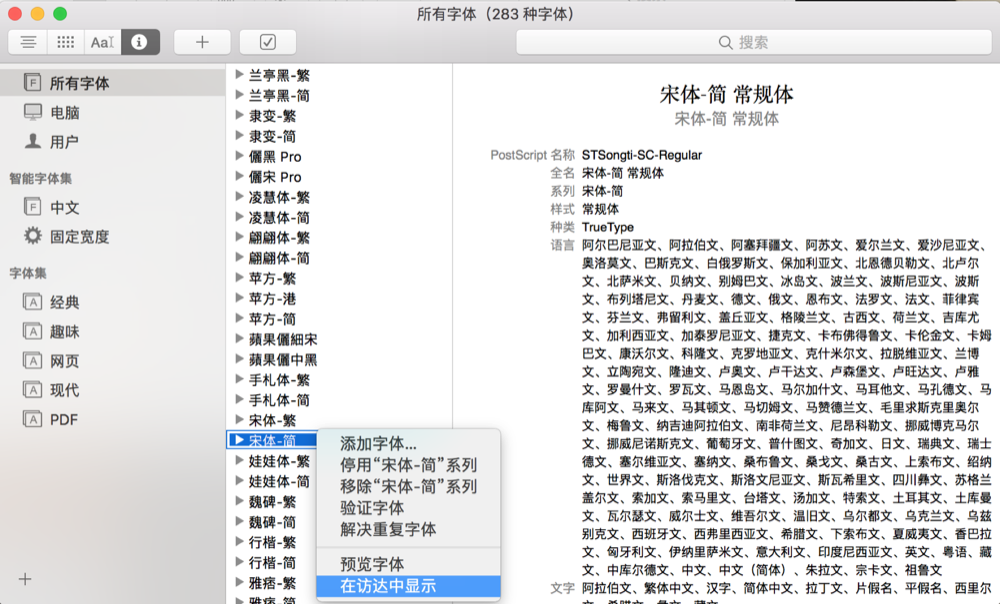 所有字体（283 种字体）
Aa
搜索
所有字体
电脑
用户
智能字体集
中文
固定宽度
字体集
经典
趣味
网页
现代
PDF
兰亭黑-繁
兰亭黑-简
隶变-繁
隶变-简
儷黑 Pro
儷宋 Pro
凌慧体-繁
凌慧体-简
翩翩体-繁
翩翩体-简
苹方-繁
苹方-港
苹方-简
蘋果儷細宋
蘋果儷中黑
手札体-繁
手札体-简
宋体-繁
宋体-简
娃娃体-繁
娃娃体-简
魏碑-繁
魏碑-简
行楷-繁
行楷-简
雅痞-繁
雅痞-简
添加字体...
停用“宋体-简”系列
移除“宋体-简”系列
验证字体
解决重复字体
预览字体
在访达中显示
宋体-简 常规体
宋体-简 常规体
PostScript 名称 STSongti-SC-Regular
全名 宋体-简 常规体
系列 宋体-简
样式 常规体
种类 TrueType
语言 阿尔巴尼亚文、阿拉伯文、阿塞拜疆文、阿苏文、爱尔兰文、爱沙尼亚文、
奥洛莫文、巴斯克文、白俄罗斯文、保加利亚文、北恩德贝勒文、北卢尔
文、北萨米文、贝纳文、别姆巴文、冰岛文、波兰文、波斯尼亚文、波斯
文、布列塔尼文、丹麦文、德文、俄文、恩布文、法罗文、法文、菲律宾
文、芬兰文、弗留利文、盖丘亚文、格陵兰文、古西文、荷兰文、吉库尤
文、加利西亚文、加泰罗尼亚文、捷克文、卡布佛得鲁文、卡伦金文、卡姆
巴文、康沃尔文、科隆文、克罗地亚文、克什米尔文、拉脱维亚文、兰博
文、立陶宛文、隆迪文、卢奥文、卢干达文、卢森堡文、卢旺达文、卢雅
文、罗曼什文、罗瓦文、马恩岛文、马尔加什文、马耳他文、马孔德文、马
库阿文、马来文、马其顿文、马切姆文、马赞德兰文、毛里求斯克里奥尔
文、梅鲁文、纳吉迪阿拉伯文、南非荷兰文、尼昂科勒文、挪威博克马尔
文、挪威尼诺斯克文、葡萄牙文、普什图文、奇加文、日文、瑞典文、瑞士
德文、塞尔维亚文、塞纳文、桑布鲁文、桑戈文、桑古文、上索布文、绍纳
文、世界文、斯洛伐克文、斯洛文尼亚文、斯瓦希里文、四川彝文、苏格兰
盖尔文、索加文、索马里文、台塔文、汤加文、特索文、土耳其文、土库曼
文、瓦尔瑟文、威尔士文、维吾尔文、温旧文、乌尔都文、乌克兰文、乌兹
别克文、西班牙文、西弗里西亚文、希腊文、下索布文、夏威夷文、香巴拉
文、匈牙利文、伊纳里萨米文、意大利文、印度尼西亚文、英文、粤语、藏
文、中库尔德文、中文、中文（简体）、朱拉文、宗卡文、祖鲁文
文字 阿拉伯文、繁体中文、汉字、简体中文、拉丁文、片假名、平假名、西里尔